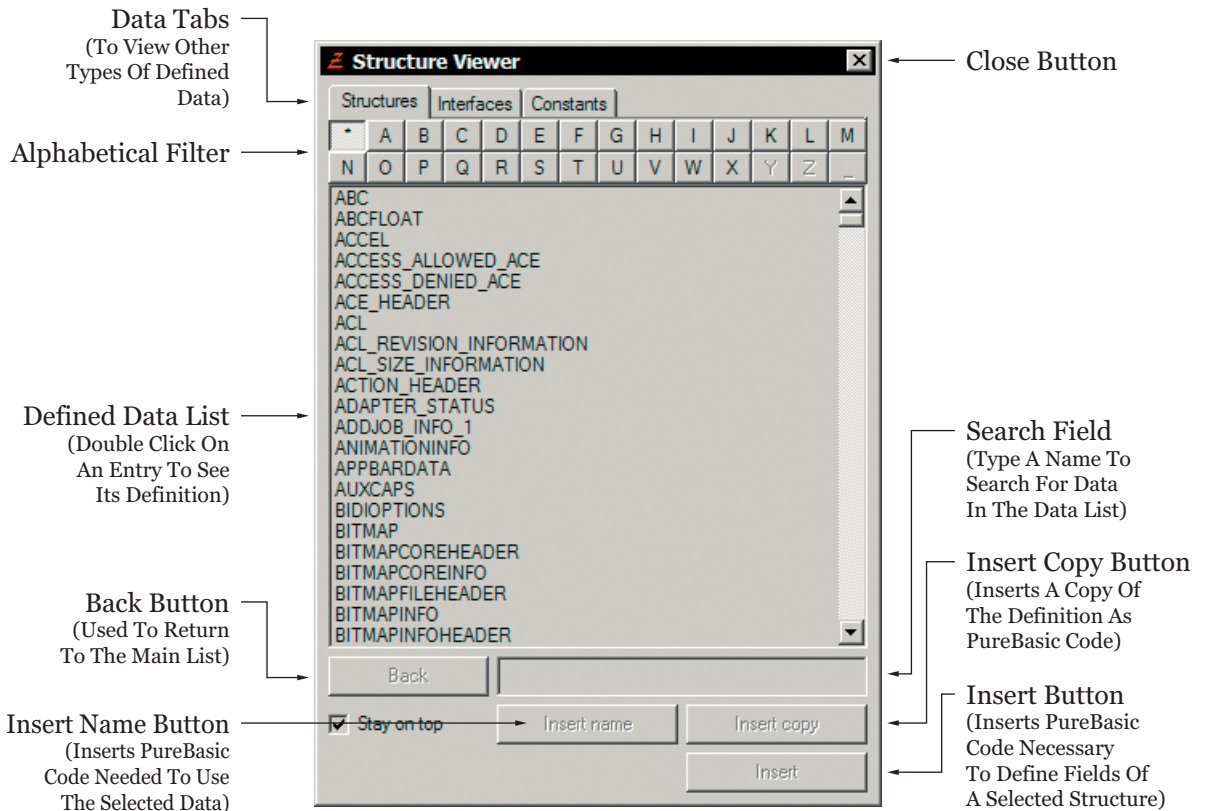 Data Tabs
(To View Other
Types Of Defined
Data)
Alphabetical Filter
Defined Data List
(Double Click On
An Entry To See
Its Definition)
Back Button
(Used To Return
To The Main List)
Insert Name Button
(Inserts PureBasic
Code Needed To Use
The Selected Data)
Structure Viewer
Structures Interfaces Constants
* A B C D E F G H I J K L M
N O P Q R S T U V W X Y Z _
ABC
ABCFLOAT
ACCEL
ACCESS_ALLOWED_ACE
ACCESS_DENIED_ACE
ACE_HEADER
ACL
ACL_REVISION_INFORMATION
ACL_SIZE_INFORMATION
ACTION_HEADER
ADAPTER_STATUS
ADDJOB_INFO_1
ANIMATIONINFO
APPBARDATA
AUXCAPS
BIDIOPTIONS
BITMAP
BITMAPCOREHEADER
BITMAPCOREINFO
BITMAPFILEHEADER
BITMAPINFO
BITMAPINFOHEADER
Back
Stay on top Insert name Insert copy
Insert
Close Button
Search Field
(Type A Name To
Search For Data
In The Data List)
Insert Copy Button
(Inserts A Copy Of
The Definition As
PureBasic Code)
Insert Button
(Inserts PureBasic
Code Necessary
To Define Fields Of
A Selected Structure)